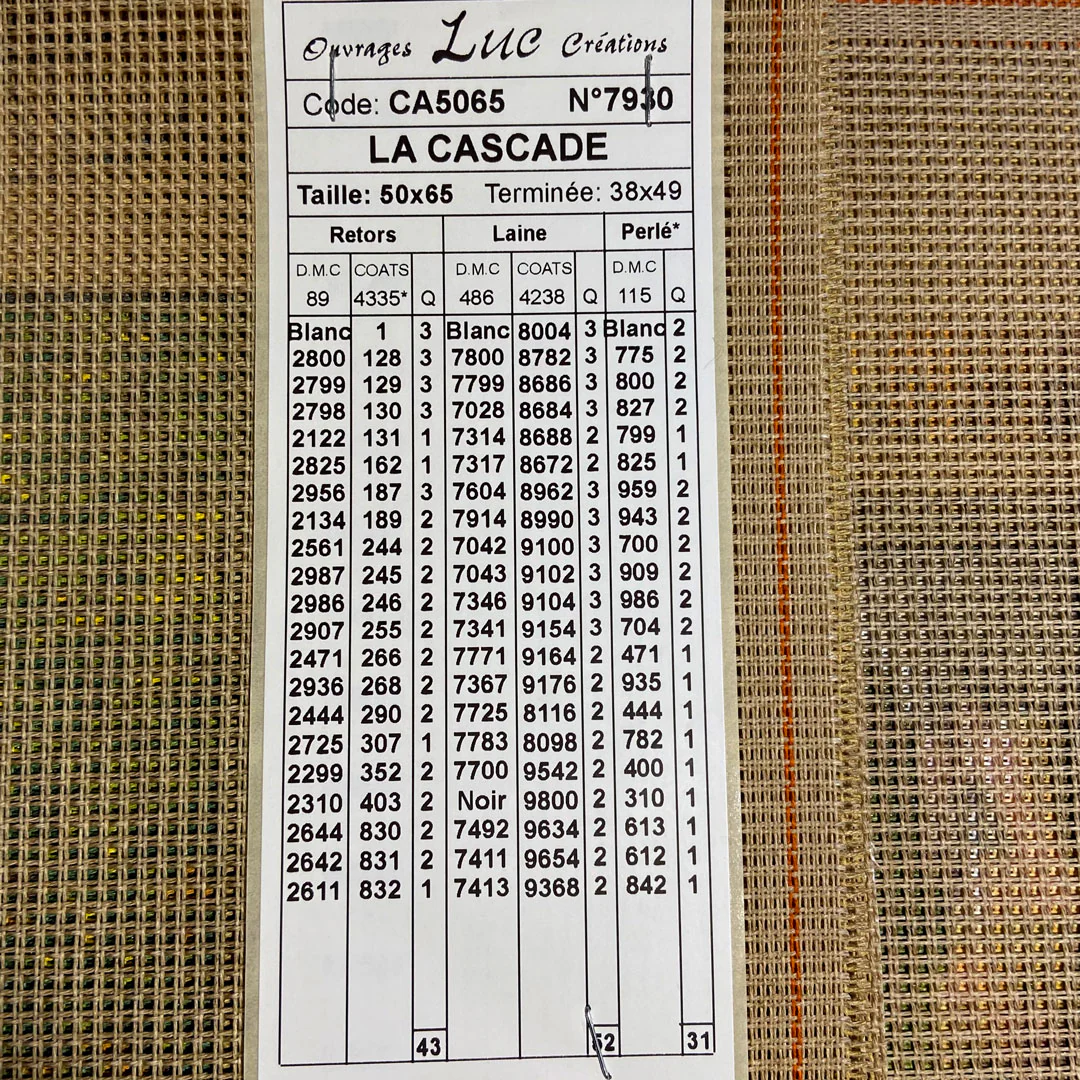 Ouvrages Luc Créations
Code: CA5065 N°7930
LA CASCADE
Taille: 50x65 Terminée: 38x49
Retors Laine Perlé*
D.M.C COATS D.M.C COATS D.M.C
89 4335* Q 486 4238 Q 115 Q
Blanc 1 3 Blanc 8004 3 Blanc 2
2800 128 3 7800 8782 3 775 2
2799 129 3 7799 8686 3 800 2
2798 130 3 7028 8684 3 827 2
2122 131 1 7314 8688 2 799 1
2825 162 1 7317 8672 2 825 1
2956 187 3 7604 8962 3 959 2
2134 189 2 7914 8990 3 943 2
2561 244 2 7042 9100 3 700 2
2987 245 2 7043 9102 3 909 2
2986 246 2 7346 9104 3 986 2
2907 255 2 7341 9154 3 704 2
2471 266 2 7771 9164 2 471 1
2936 268 2 7367 9176 2 935 1
2444 290 2 7725 8116 2 444 1
2725 307 1 7783 8098 2 782 1
2299 352 2 7700 9542 2 400 1
2310 403 2 Noir 9800 2 310 1
2644 830 2 7492 9634 2 613 1
2642 831 2 7411 9654 2 612 1
2611 832 1 7413 9368 2 842 1
43 52 31